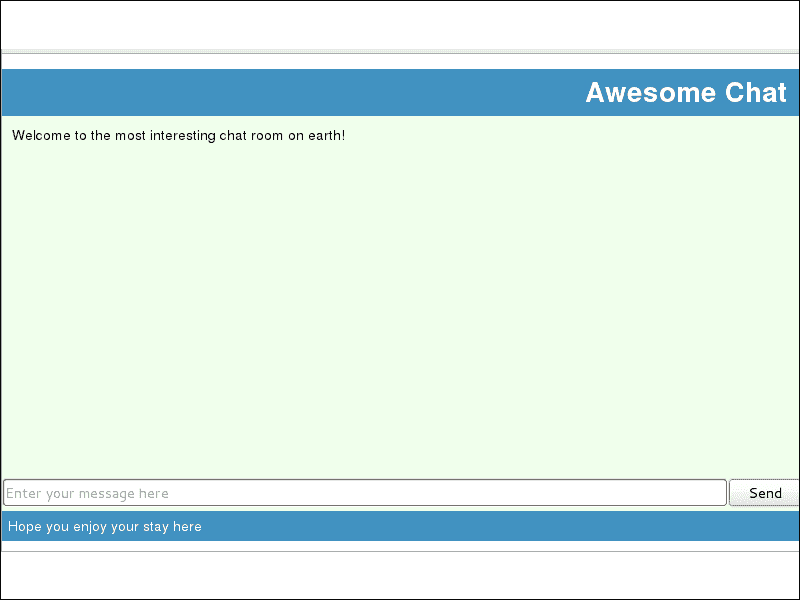 Awesome Chat
Welcome to the most interesting chat room on earth!
Enter your message here
Send
Hope you enjoy your stay here